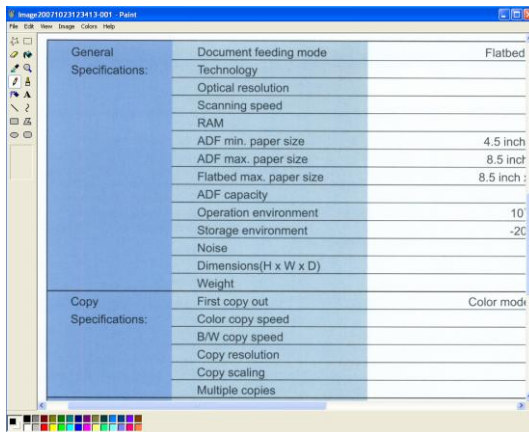 Image20071023123413-001 - Paint
File Edit View Image Colors Help
General Document feeding mode Flatbed
Specifications: Technology
Optical resolution
Scanning speed
RAM
ADF min. paper size 4.5 inch
ADF max. paper size 8.5 inch
Flatbed max. paper size 8.5 inch
ADF capacity
Operation environment 10
Storage environment -20
Noise
Dimensions(H x W x D)
Weight
Copy First copy out Color mode
Specifications: Color copy speed
B/W copy speed
Copy resolution
Copy scaling
Multiple copies